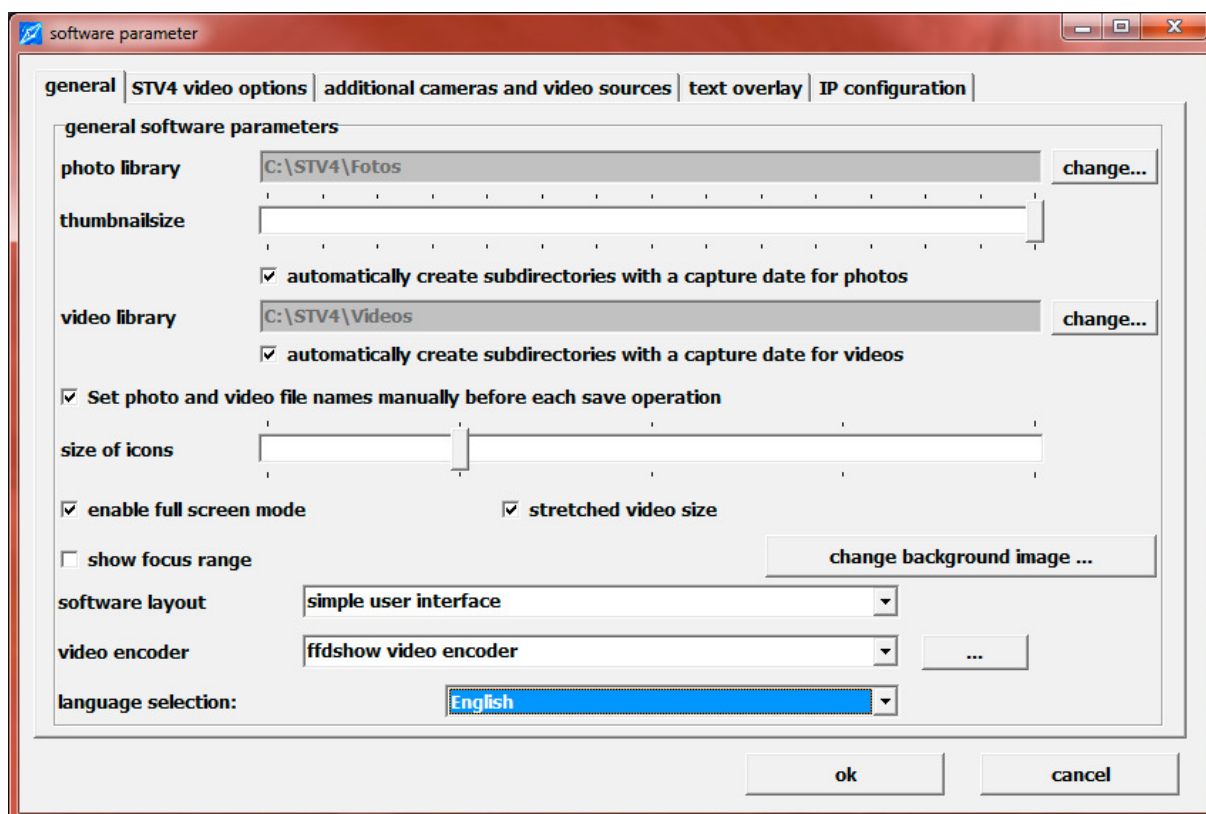 software parameter
general STV4 video options additional cameras and video sources text overlay IP configuration
general software parameters
photo library C:\STV4\Fotos change...
thumbnailsize
automatically create subdirectories with a capture date for photos
video library C:\STV4\Videos change...
automatically create subdirectories with a capture date for videos
Set photo and video file names manually before each save operation
size of icons
enable full screen mode stretched video size
show focus range change background image ...
software layout simple user interface
video encoder ffdshow video encoder ...
language selection: English
ok cancel